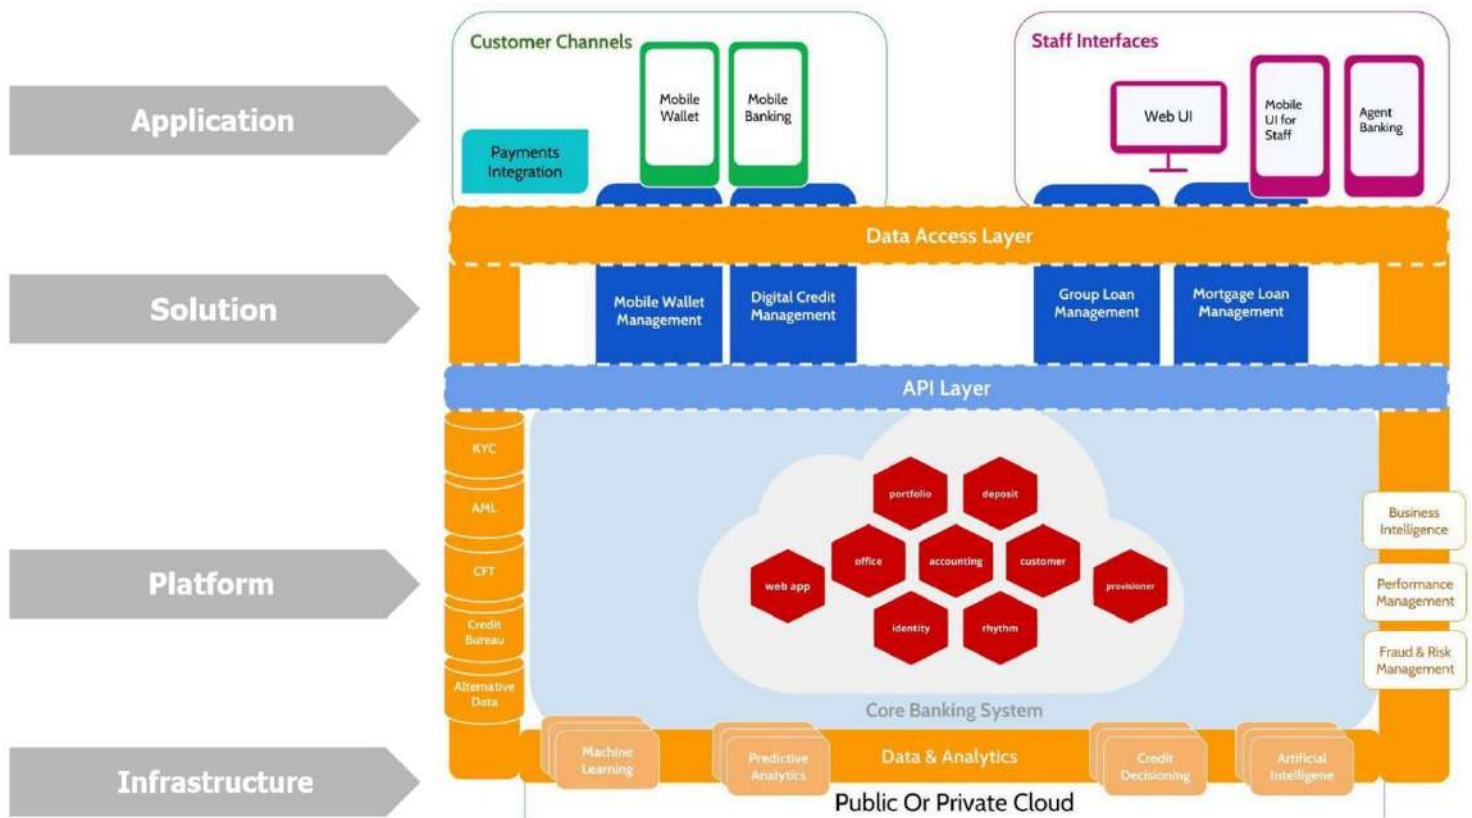 Customer Channels
Staff Interfaces
Application
Mobile
Wallet
Mobile
Banking
Payments
Integration
Web UI
Mobile
UI for
Staff
Agent
Banking
Data Access Layer
Solution
Mobile Wallet
Management
Digital Credit
Management
Group Loan
Management
Mortgage Loan
Management
API Layer
Platform
KYC
AML
CFT
Credit
Bureau
Alternative
Data
portfolio
deposit
office
accounting
customer
web app
provisioner
identity
rhythm
Core Banking System
Business
Intelligence
Performance
Management
Fraud & Risk
Management
Infrastructure
Machine
Learning
Predictive
Analytics
Data & Analytics
Credit
Decisioning
Artificial
Intelligene
Public Or Private Cloud